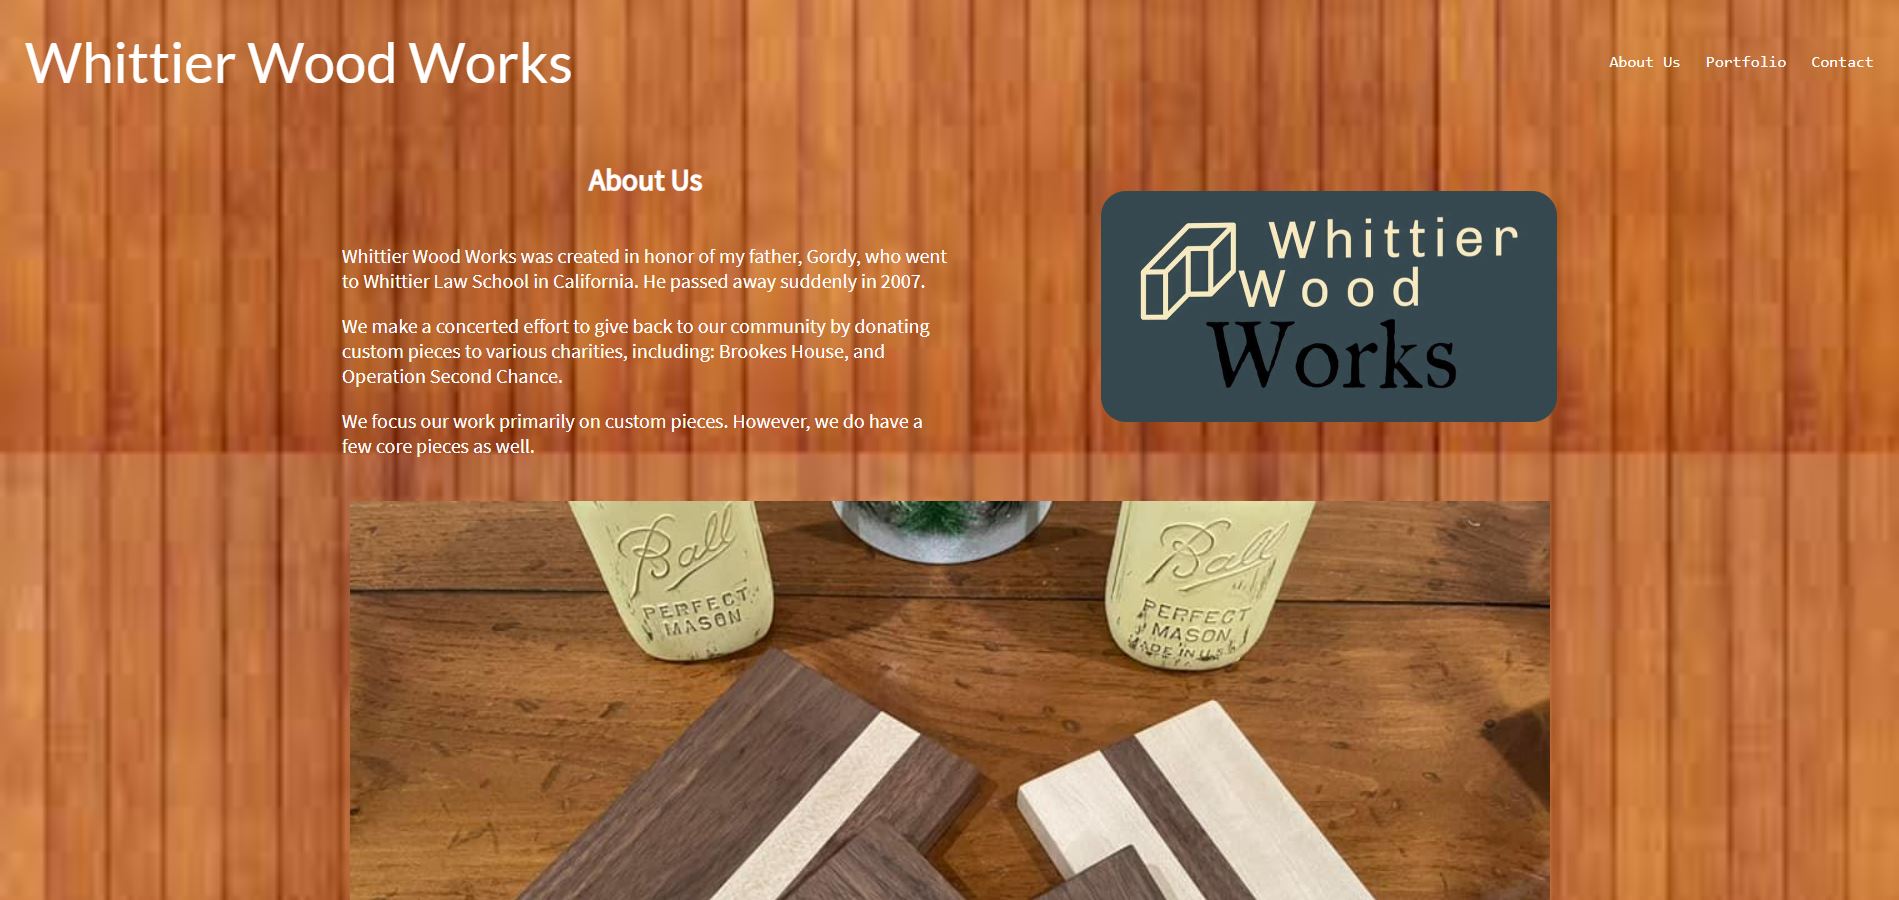 Whittier Wood Works
About Us Portfolio Contact
About Us
Whittier Wood Works was created in honor of my father, Gordy, who went
to Whittier Law School in California. He passed away suddenly in 2007.
We make a concerted effort to give back to our community by donating
custom pieces to various charities, including: Brookes House, and
Operation Second Chance.
We focus our work primarily on custom pieces. However, we do have a
few core pieces as well.
Whittier
Wood
Works
Ball
PERFECT
MASON
Ball
PERFECT
MASON
MADE IN U.S.A.